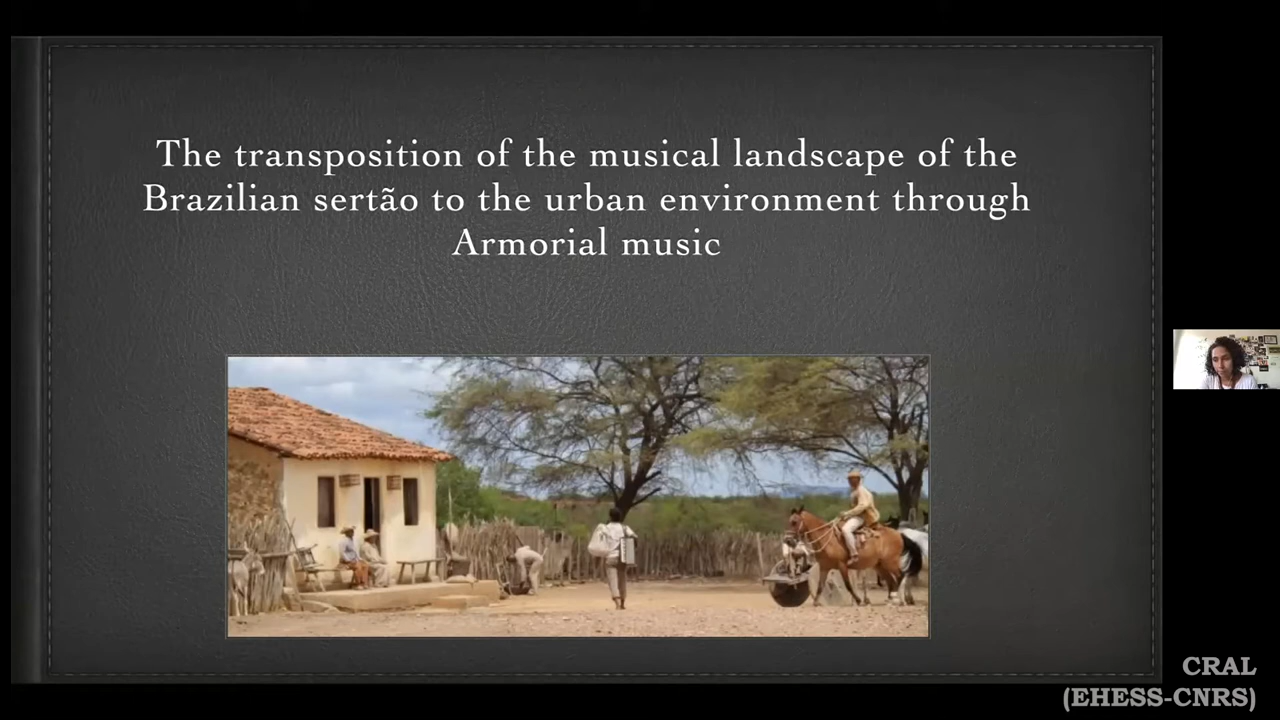 The transposition of the musical landscape of the
Brazilian sertão to the urban environment through
Armorial music
CRAL
(EHESS-CNRS)